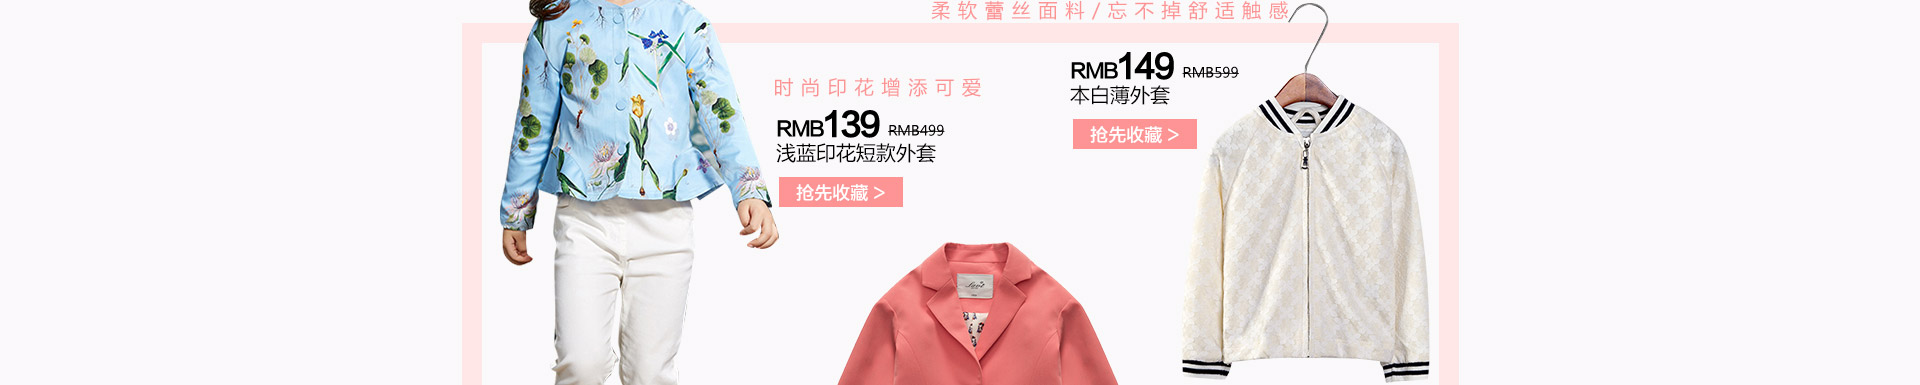 柔软蕾丝面料/忘不掉舒适触感
RMB149 RMB599
本白薄外套
抢先收藏 >
时尚印花增添可爱
RMB139 RMB499
浅蓝印花短款外套
抢先收藏 >